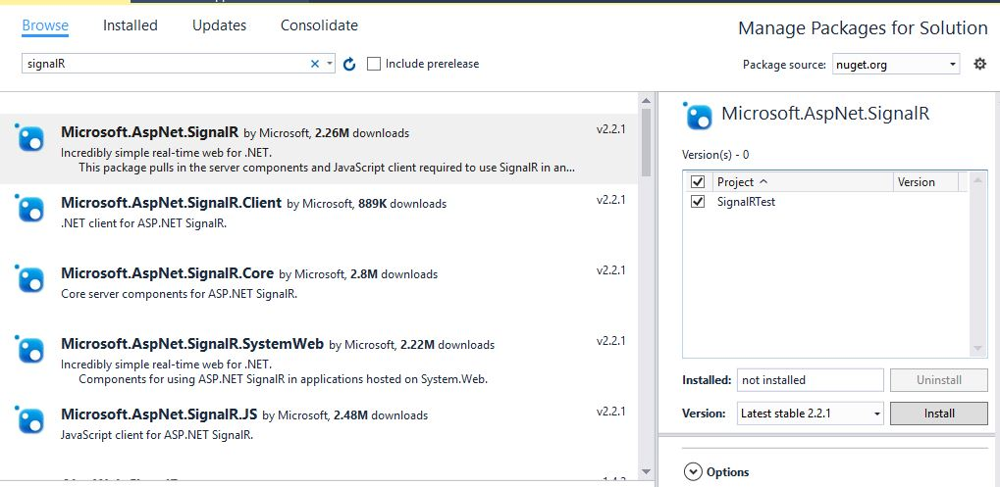 Browse Installed Updates Consolidate
Manage Packages for Solution
signalR
Include prerelease
Package source: nuget.org
Microsoft.AspNet.SignalR by Microsoft, 2.26M downloads v2.2.1
Incredibly simple real-time web for .NET.
This package pulls in the server components and JavaScript client required to use SignalR in an...
Microsoft.AspNet.SignalR.Client by Microsoft, 889K downloads v2.2.1
.NET client for ASP.NET SignalR.
Microsoft.AspNet.SignalR.Core by Microsoft, 2.8M downloads v2.2.1
Core server components for ASP.NET SignalR.
Microsoft.AspNet.SignalR.SystemWeb by Microsoft, 2.22M downloads v2.2.1
Incredibly simple real-time web for .NET.
Components for using ASP.NET SignalR in applications hosted on System.Web.
Microsoft.AspNet.SignalR.JS by Microsoft, 2.48M downloads v2.2.1
JavaScript client for ASP.NET SignalR.
Microsoft.AspNet.SignalR
Version(s) - 0
Project Version
SignalRTest
Installed: not installed Uninstall
Version: Latest stable 2.2.1 Install
Options